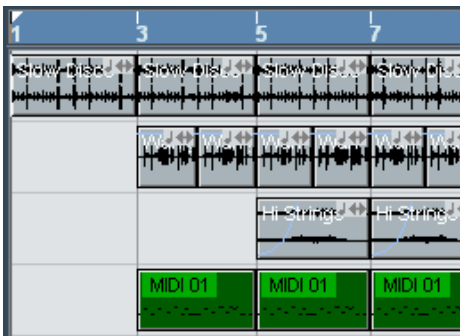 1 3 5 7
Slow Disco Slow Disco Slow Disco Slow Disc
Hi Strings Hi Strings
MIDI 01 MIDI 01 MIDI 01